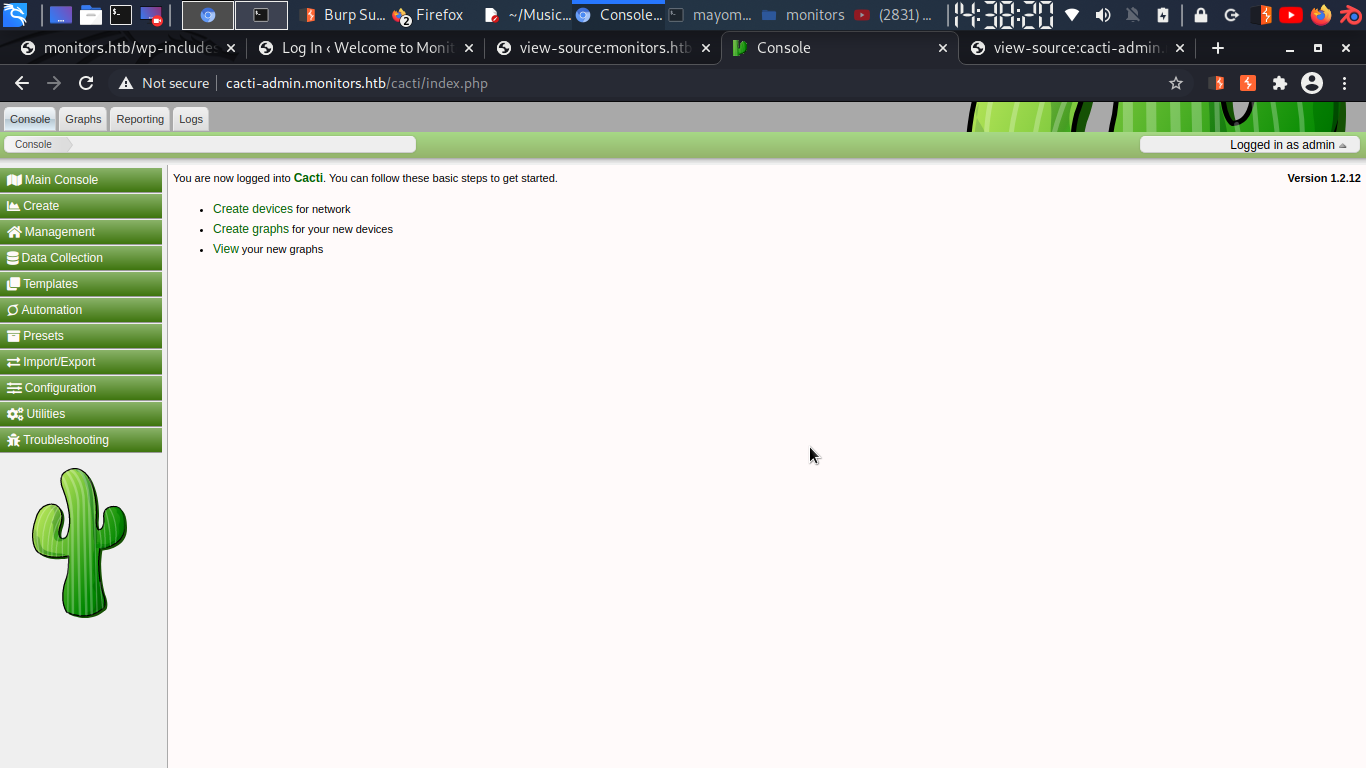 Burp Su... 2 Firefox ~/Music... Console... mayom... monitors (2831) ... 14:38:20
monitors.htb/wp-includes Log In ‹ Welcome to Monit view-source:monitors.htb Console view-source:cacti-admin.
Not secure cacti-admin.monitors.htb/cacti/index.php
Console Graphs Reporting Logs
Console Logged in as admin
Main Console
Create
Management
Data Collection
Templates
Automation
Presets
Import/Export
Configuration
Utilities
Troubleshooting
You are now logged into Cacti. You can follow these basic steps to get started. Version 1.2.12
• Create devices for network
• Create graphs for your new devices
• View your new graphs